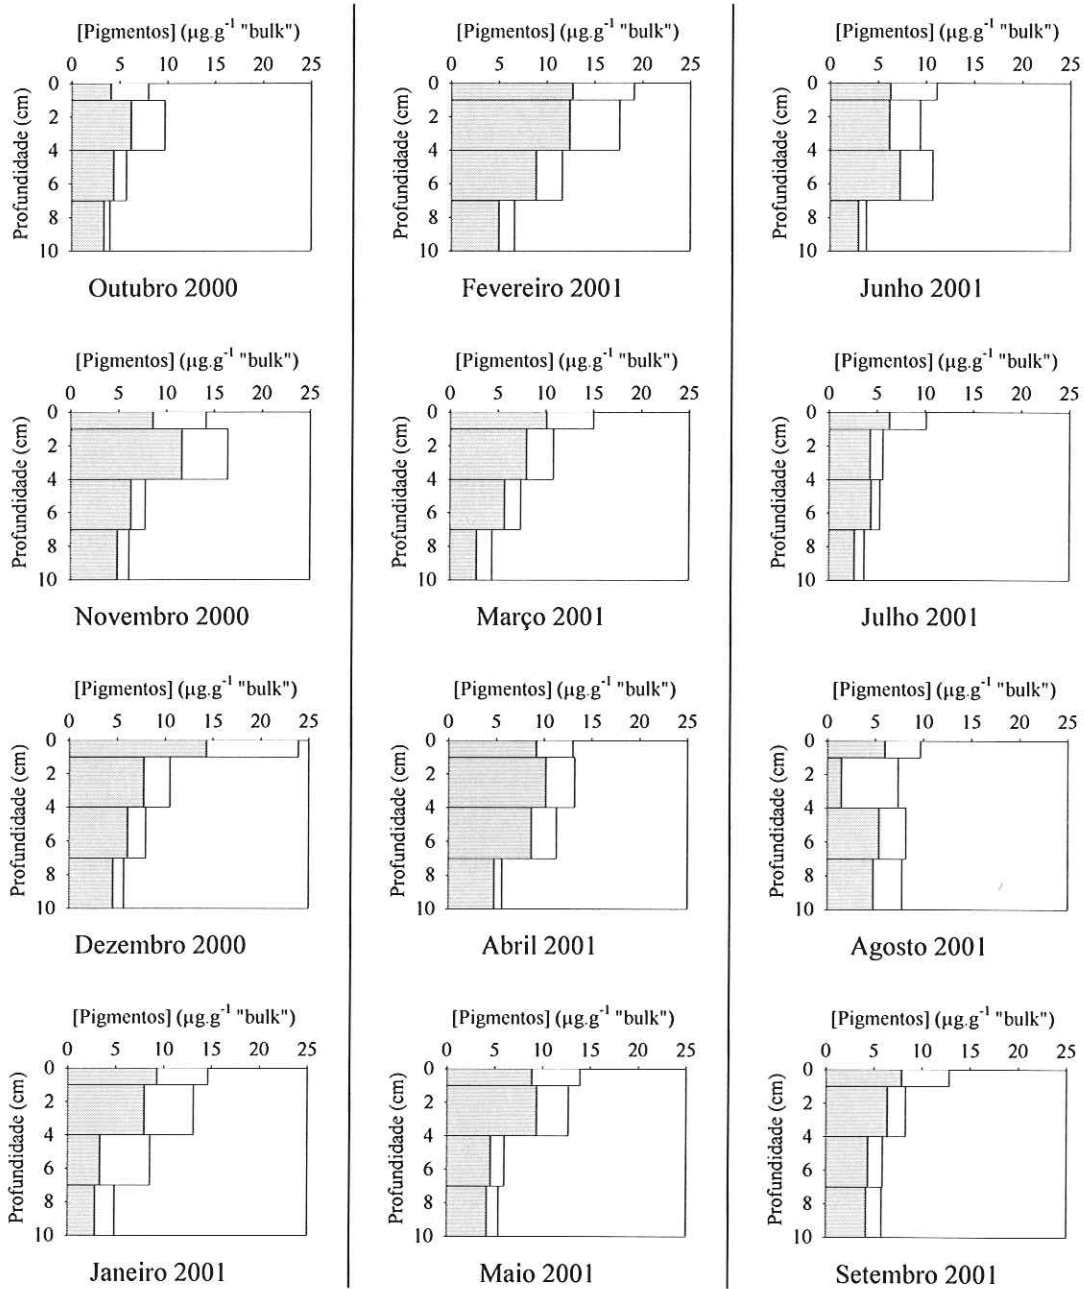 [Pigmentos] (µg.g-1 "bulk")
0 5 10 15 20 25
Profundidade (cm)
0
2
4
6
8
10
Outubro 2000
[Pigmentos] (µg.g-1 "bulk")
0 5 10 15 20 25
Profundidade (cm)
0
2
4
6
8
10
Novembro 2000
[Pigmentos] (µg.g-1 "bulk")
0 5 10 15 20 25
Profundidade (cm)
0
2
4
6
8
10
Dezembro 2000
[Pigmentos] (µg.g-1 "bulk")
0 5 10 15 20 25
Profundidade (cm)
0
2
4
6
8
10
Janeiro 2001
[Pigmentos] (µg.g-1 "bulk")
0 5 10 15 20 25
Profundidade (cm)
0
2
4
6
8
10
Fevereiro 2001
[Pigmentos] (µg.g-1 "bulk")
0 5 10 15 20 25
Profundidade (cm)
0
2
4
6
8
10
Março 2001
[Pigmentos] (µg.g-1 "bulk")
0 5 10 15 20 25
Profundidade (cm)
0
2
4
6
8
10
Abril 2001
[Pigmentos] (µg.g-1 "bulk")
0 5 10 15 20 25
Profundidade (cm)
0
2
4
6
8
10
Maio 2001
[Pigmentos] (µg.g-1 "bulk")
0 5 10 15 20 25
Profundidade (cm)
0
2
4
6
8
10
Junho 2001
[Pigmentos] (µg.g-1 "bulk")
0 5 10 15 20 25
Profundidade (cm)
0
2
4
6
8
10
Julho 2001
[Pigmentos] (µg.g-1 "bulk")
0 5 10 15 20 25
Profundidade (cm)
0
2
4
6
8
10
Agosto 2001
[Pigmentos] (µg.g-1 "bulk")
0 5 10 15 20 25
Profundidade (cm)
0
2
4
6
8
10
Setembro 2001